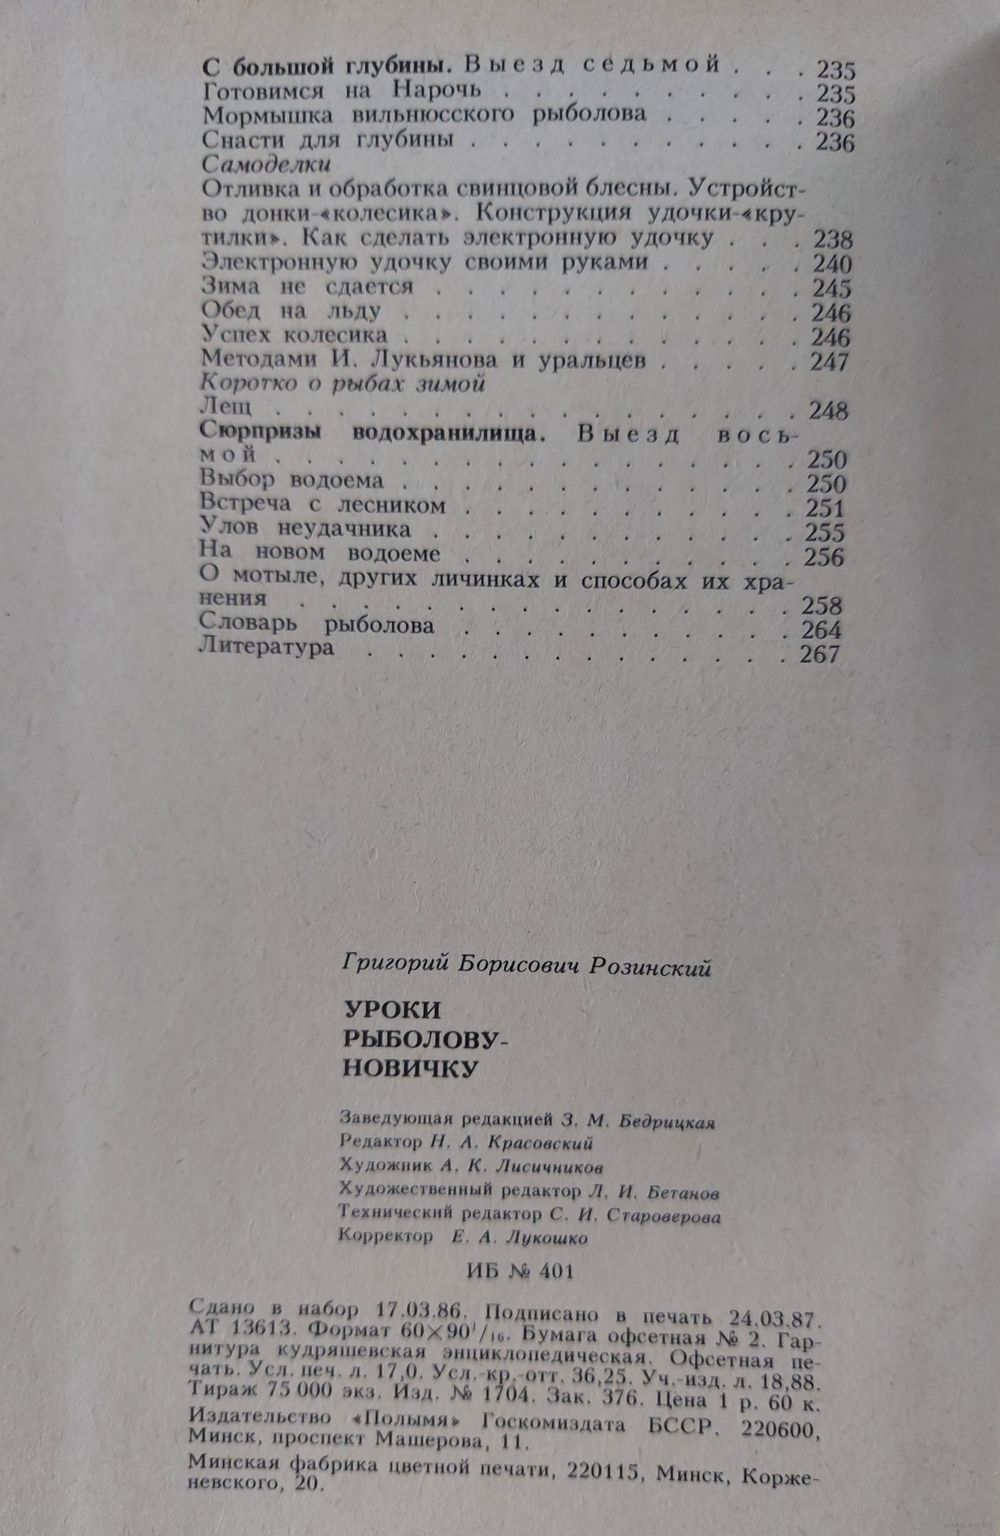 С большой глубины. Выезд седьмой . . . 235
Готовимся на Нарочь . . . . . . . . . . 235
Мормышка вильнюсского рыболова . . . . . 236
Снасти для глубины . . . . . . . . . . . 236
Самоделки
Отливка и обработка свинцовой блесны. Устройст-
во донки-«колесика». Конструкция удочки-«кру-
тилки». Как сделать электронную удочку . . . 238
Электронную удочку своими руками . . . . . 240
Зима не сдается . . . . . . . . . . . . 245
Обед на льду . . . . . . . . . . . . . 246
Успех колесика . . . . . . . . . . . . . 246
Методами И. Лукьянова и уральцев . . . . . 247
Коротко о рыбах зимой
Лещ . . . . . . . . . . . . . . . . . 248
Сюрпризы водохранилища. Выезд вось-
мой . . . . . . . . . . . . . . . . . 250
Выбор водоема . . . . . . . . . . . . . 250
Встреча с лесником . . . . . . . . . . . 251
Улов неудачника . . . . . . . . . . . . 255
На новом водоеме . . . . . . . . . . . 256
О мотыле, других личинках и способах их хра-
нения . . . . . . . . . . . . . . . . 258
Словарь рыболова . . . . . . . . . . . 264
Литература . . . . . . . . . . . . . . 267
Григорий Борисович Розинский
УРОКИ
РЫБОЛОВУ-
НОВИЧКУ
Заведующая редакцией З. М. Бедрицкая
Редактор Н. А. Красовский
Художник А. К. Лисичников
Художественный редактор Л. И. Бетанов
Технический редактор С. И. Староверова
Корректор Е. А. Лукошко
ИБ № 401
Сдано в набор 17.03.86. Подписано в печать 24.03.87.
АТ 13613. Формат 60×90¹/₁₆. Бумага офсетная № 2. Гар-
нитура кудряшевская энциклопедическая. Офсетная пе-
чать. Усл. печ. л. 17,0. Усл.-кр.-отт. 36,25. Уч.-изд. л. 18,88.
Тираж 75 000 экз. Изд. № 1704. Зак. 376. Цена 1 р. 60 к.
Издательство «Полымя» Госкомиздата БССР. 220600,
Минск, проспект Машерова, 11.
Минская фабрика цветной печати, 220115, Минск, Корже-
невского, 20.